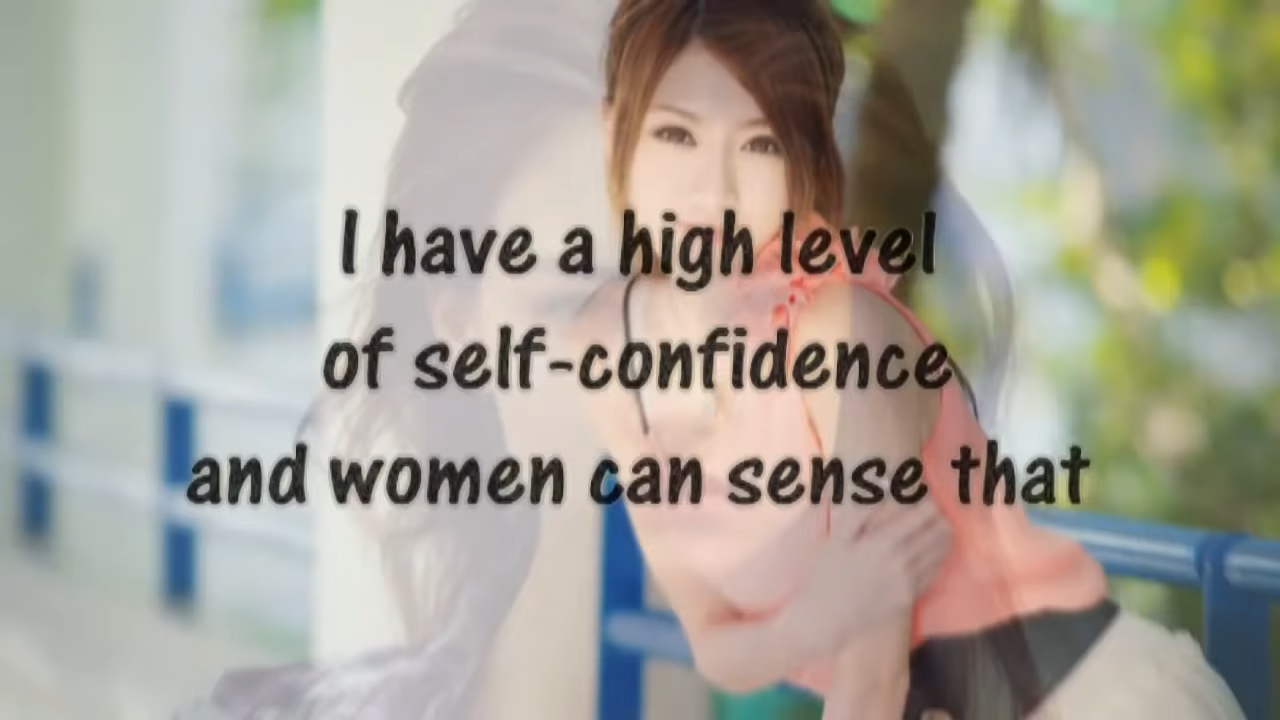 I have a high level
of self-confidence
and women can sense that